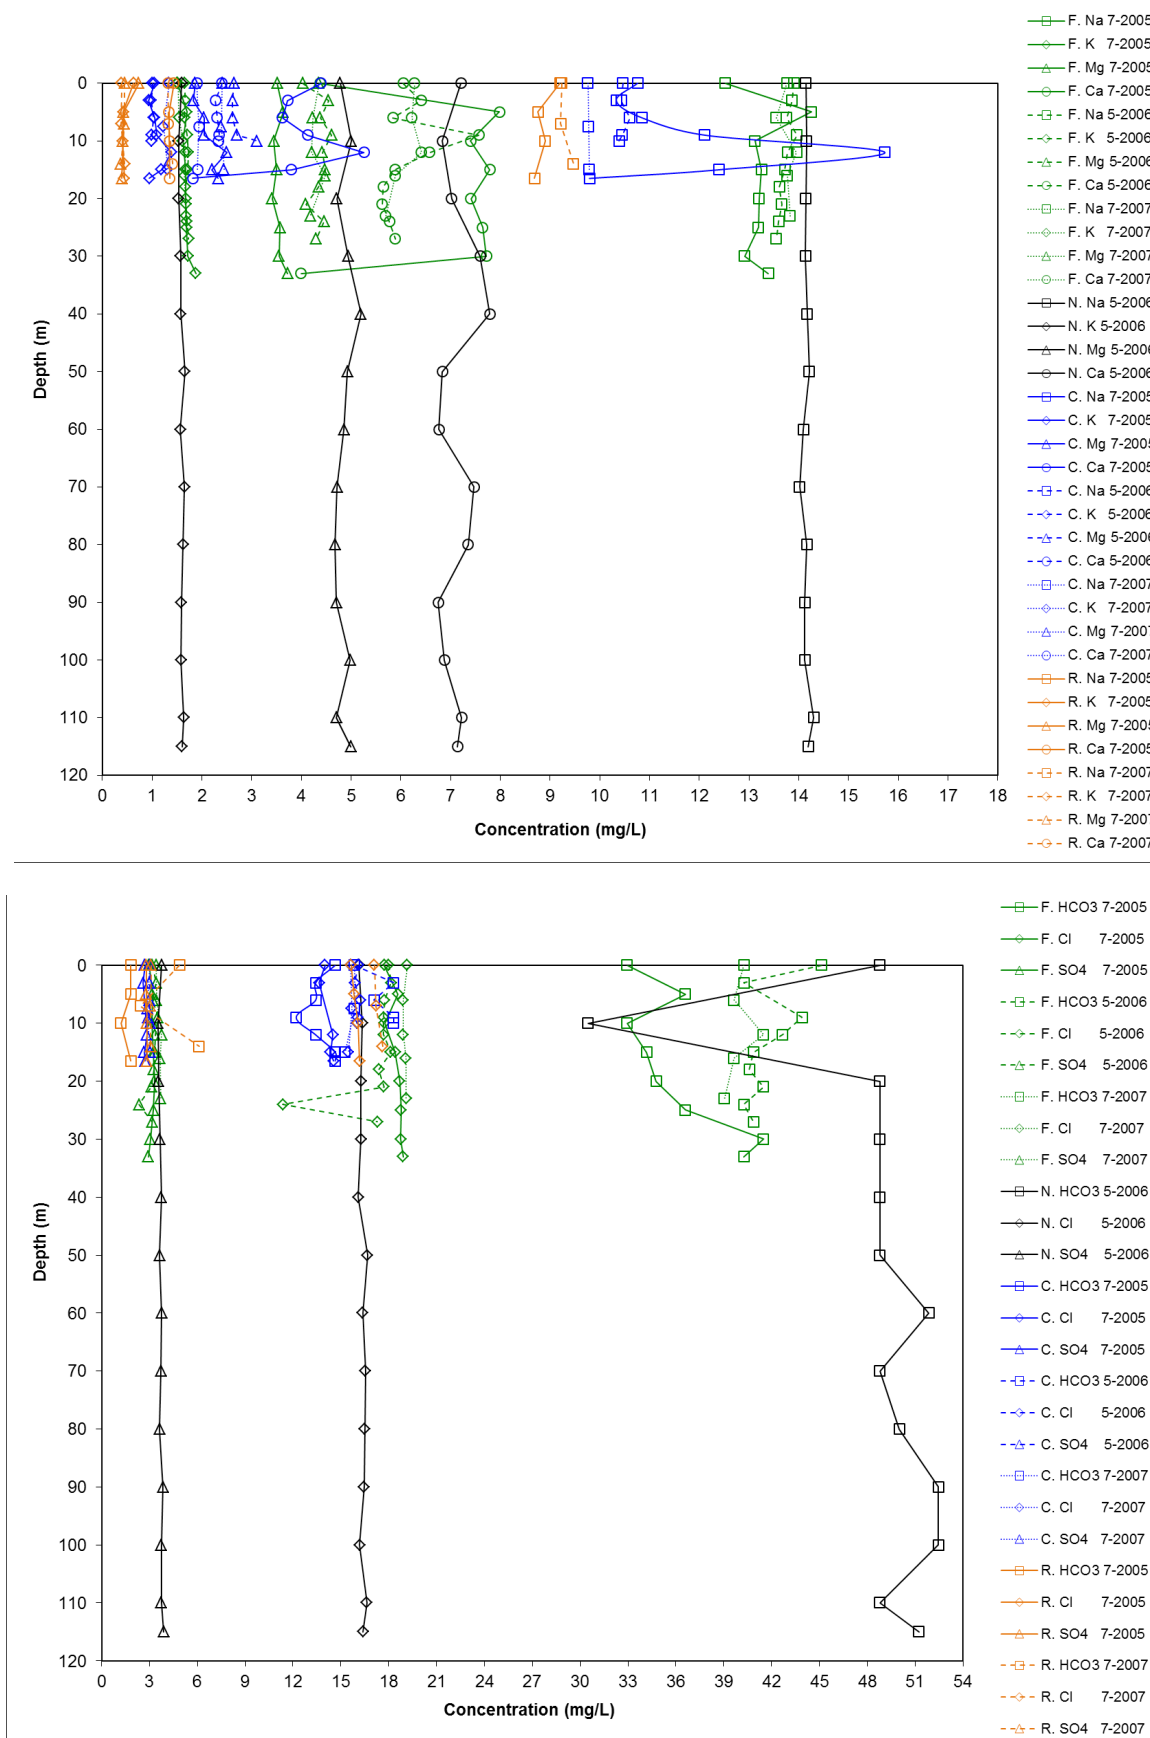 F. Na 7-2005
F. K 7-2005
F. Mg 7-2005
F. Ca 7-2005
F. Na 5-2006
F. K 5-2006
F. Mg 5-2006
F. Ca 5-2006
F. Na 7-2007
F. K 7-2007
F. Mg 7-2007
F. Ca 7-2007
N. Na 5-2006
N. K 5-2006
N. Mg 5-2006
N. Ca 5-2006
C. Na 7-2005
C. K 7-2005
C. Mg 7-2005
C. Ca 7-2005
C. Na 5-2006
C. K 5-2006
C. Mg 5-2006
C. Ca 5-2006
C. Na 7-2007
C. K 7-2007
C. Mg 7-2007
C. Ca 7-2007
R. Na 7-2005
R. K 7-2005
R. Mg 7-2005
R. Ca 7-2005
R. Na 7-2007
R. K 7-2007
R. Mg 7-2007
R. Ca 7-2007
Depth (m)
0
10
20
30
40
50
60
70
80
90
100
110
120
0 1 2 3 4 5 6 7 8 9 10 11 12 13 14 15 16 17 18
Concentration (mg/L)
F. HCO3 7-2005
F. Cl 7-2005
F. SO4 7-2005
F. HCO3 5-2006
F. Cl 5-2006
F. SO4 5-2006
F. HCO3 7-2007
F. Cl 7-2007
F. SO4 7-2007
N. HCO3 5-2006
N. Cl 5-2006
N. SO4 5-2006
C. HCO3 7-2005
C. Cl 7-2005
C. SO4 7-2005
C. HCO3 5-2006
C. Cl 5-2006
C. SO4 5-2006
C. HCO3 7-2007
C. Cl 7-2007
C. SO4 7-2007
R. HCO3 7-2005
R. Cl 7-2005
R. SO4 7-2005
R. HCO3 7-2007
R. Cl 7-2007
R. SO4 7-2007
Depth (m)
0
10
20
30
40
50
60
70
80
90
100
110
120
0 3 6 9 12 15 18 21 24 27 30 33 36 39 42 45 48 51 54
Concentration (mg/L)